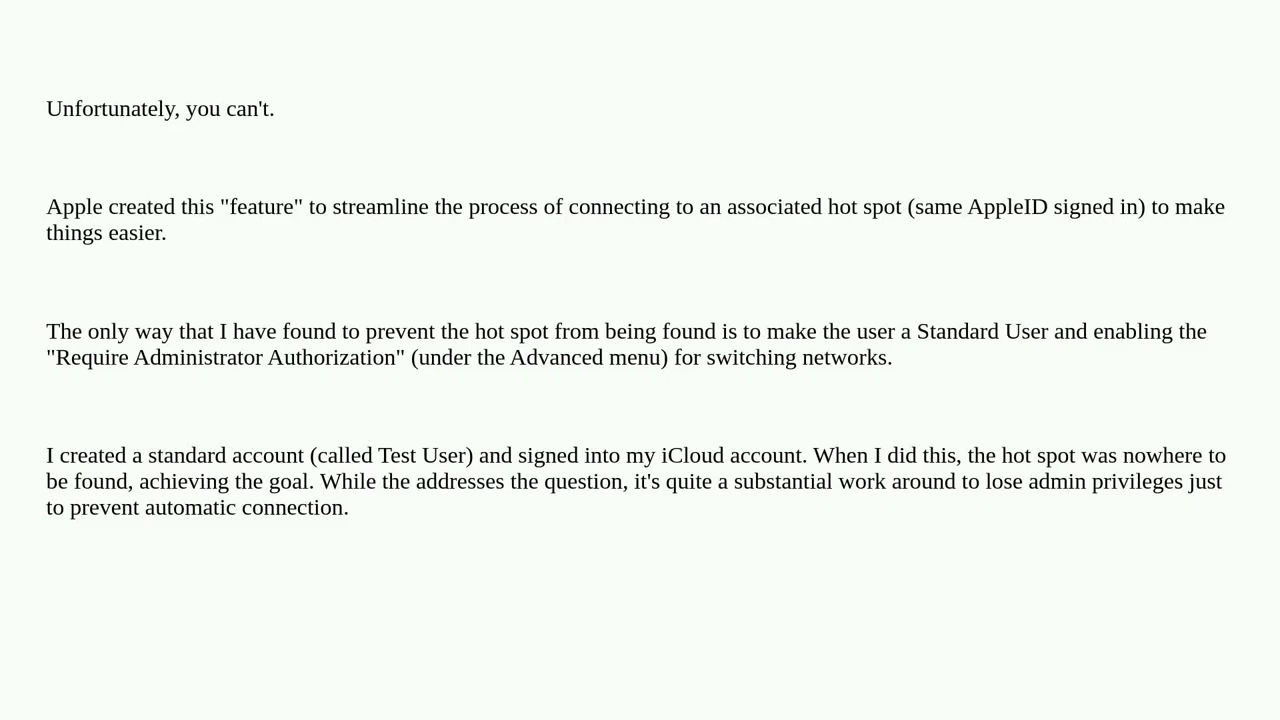 Unfortunately, you can't.
Apple created this "feature" to streamline the process of connecting to an associated hot spot (same AppleID signed in) to make
things easier.
The only way that I have found to prevent the hot spot from being found is to make the user a Standard User and enabling the
"Require Administrator Authorization" (under the Advanced menu) for switching networks.
I created a standard account (called Test User) and signed into my iCloud account. When I did this, the hot spot was nowhere to
be found, achieving the goal. While the addresses the question, it's quite a substantial work around to lose admin privileges just
to prevent automatic connection.